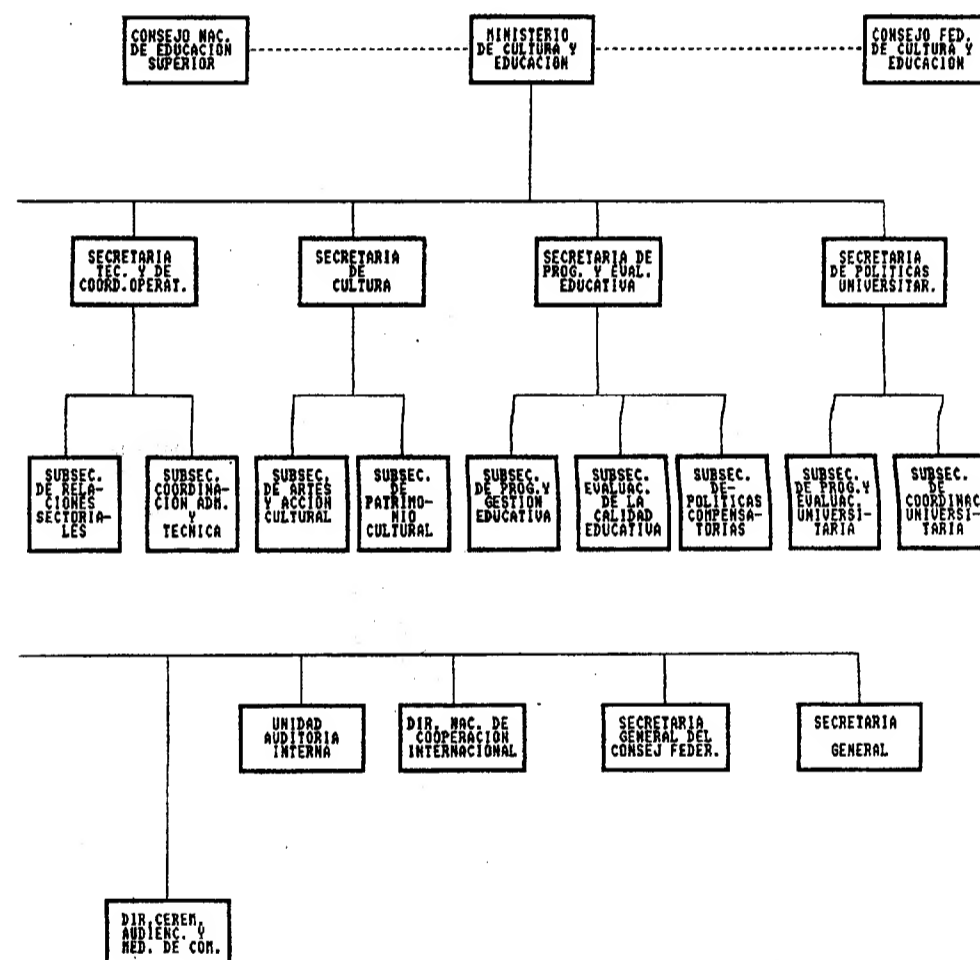 CONSEJO NAC.
DE EDUCACION
SUPERIOR
MINISTERIO
DE CULTURA Y
EDUCACION
CONSEJO FED.
DE CULTURA Y
EDUCACION
SECRETARIA
TEC. Y DE
COORD.OPERAT.
SECRETARIA
DE
CULTURA
SECRETARIA DE
PROG. Y EVAL.
EDUCATIVA
SECRETARIA
DE POLITICAS
UNIVERSITAR.
SUBSEC.
DE RELA-
CIONES
SECTORIA-
LES
SUBSEC.
COORDINA-
CION ADM.
Y
TECNICA
SUBSEC.
DE ARTES
Y ACCION
CULTURAL
SUBSEC.
DE
PATRIMO-
NIO
CULTURAL
SUBSEC.
DE PROG.Y
GESTION
EDUCATIVA
SUBSEC.
EVALUAC.
DE LA
CALIDAD
EDUCATIVA
SUBSEC.
DE-
POLITICAS
COMPENSA-
TORIAS
SUBSEC.
DE PROG.Y
EVALUAC.
UNIVERSI-
TARIA
SUBSEC.
DE
COORDINAC
UNIVERSI-
TARIA
UNIDAD
AUDITORIA
INTERNA
DIR. NAC. DE
COOPERACION
INTERNACIONAL
SECRETARIA
GENERAL DEL
CONSEJ FEDER.
SECRETARIA
GENERAL
DIR.CEREM.
AUDIENC. Y
MED. DE COM.